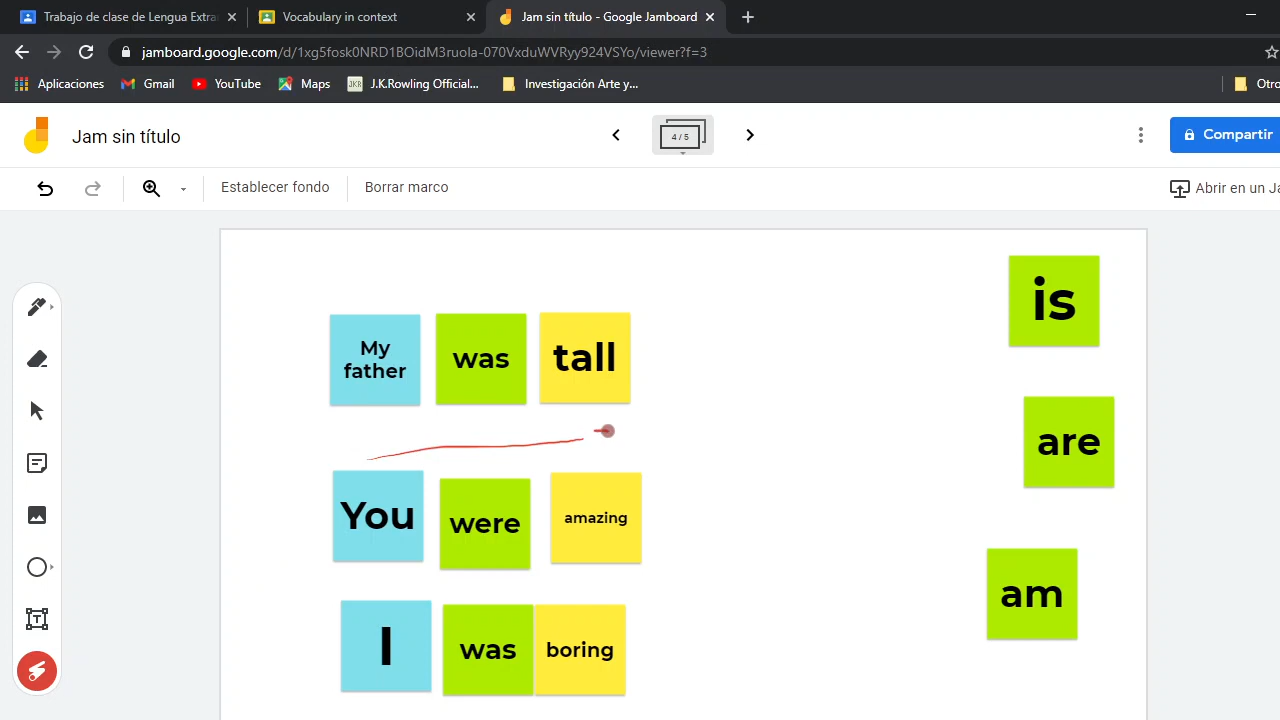 Trabajo de clase de Lengua Extra
Vocabulary in context
Jam sin título - Google Jamboard
jamboard.google.com/d/1xg5fosk0NRD1BOidM3ruola-070VxduWVRyy924VSYo/viewer?f=3
Aplicaciones
Gmail
YouTube
Maps
JKR
J.K.Rowling Official...
Investigación Arte y...
Otro
Jam sin título
4 / 5
Compartir
Establecer fondo
Borrar marco
Abrir en un Ja
is
My
father
was
tall
are
You
were
amazing
am
I
was
boring